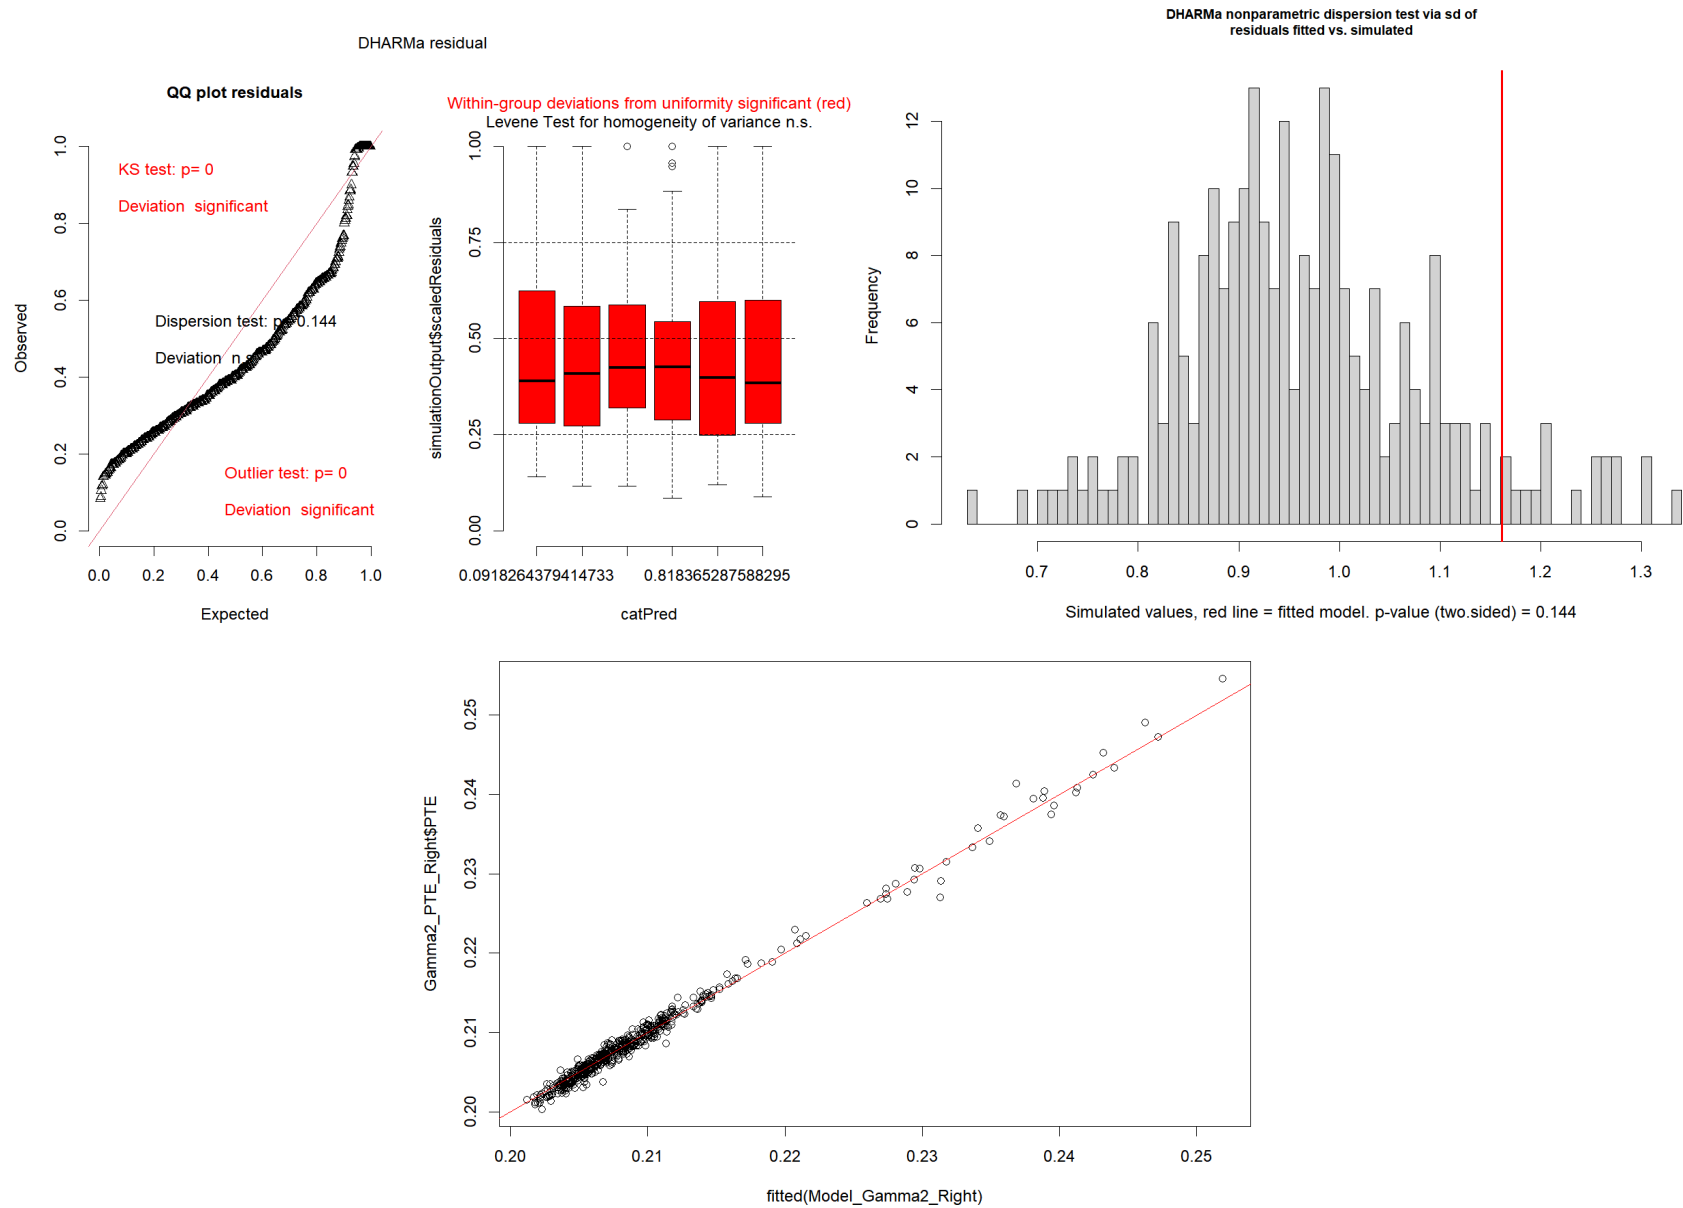 DHARMa residual
QQ plot residuals
KS test: p= 0
Deviation significant
Dispersion test: p= 0.144
Deviation n.s.
Outlier test: p= 0
Deviation significant
Observed
0.0 0.2 0.4 0.6 0.8 1.0
0.0 0.2 0.4 0.6 0.8 1.0
Expected
Within-group deviations from uniformity significant (red)
Levene Test for homogeneity of variance n.s.
simulationOutput$scaledResiduals
0.00 0.25 0.50 0.75 1.00
0.0918264379414733 0.818365287588295
catPred
DHARMa nonparametric dispersion test via sd of
residuals fitted vs. simulated
Frequency
0 2 4 6 8 10 12
0.7 0.8 0.9 1.0 1.1 1.2 1.3
Simulated values, red line = fitted model. p-value (two.sided) = 0.144
Gamma2_PTE_Right$PTE
0.20 0.21 0.22 0.23 0.24 0.25
0.20 0.21 0.22 0.23 0.24 0.25
fitted(Model_Gamma2_Right)